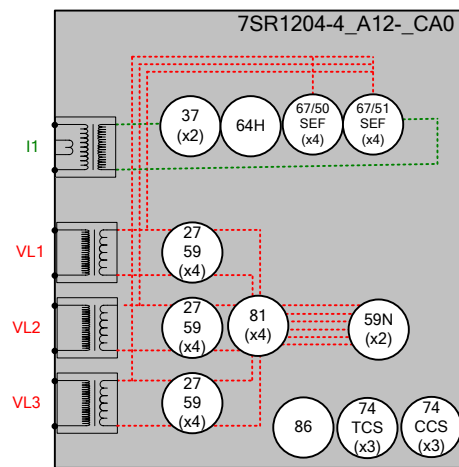 7SR1204-4_A12-_CA0
37
(x2)
64H
67/50
SEF
(x4)
67/51
SEF
(x4)
I1
VL1
27
59
(x4)
VL2
27
59
(x4)
81
(x4)
59N
(x2)
VL3
27
59
(x4)
86
74
TCS
(x3)
74
CCS
(x3)